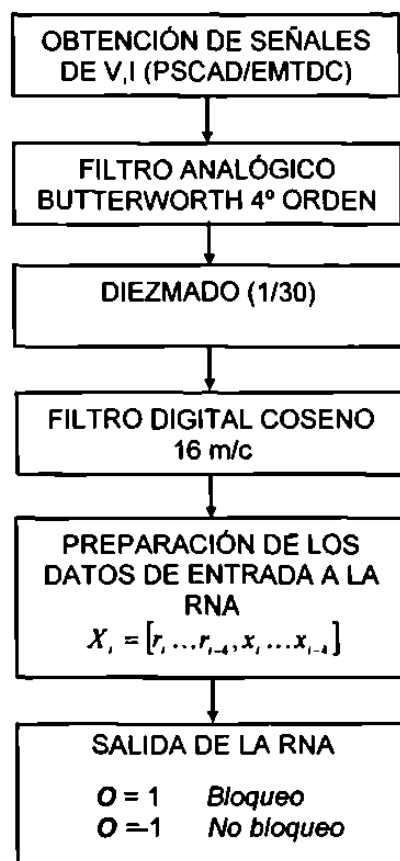 OBTENCIÓN DE SEÑALES
DE V,I (PSCAD/EMTDC)
FILTRO ANALÓGICO
BUTTERWORTH 4º ORDEN
DIEZMADO (1/30)
FILTRO DIGITAL COSENO
16 m/c
PREPARACIÓN DE LOS
DATOS DE ENTRADA A LA
RNA
X_i = [r_i ... r_{i-4}, x_i ... x_{i-4}]
SALIDA DE LA RNA
O = 1 Bloqueo
O =-1 No bloqueo